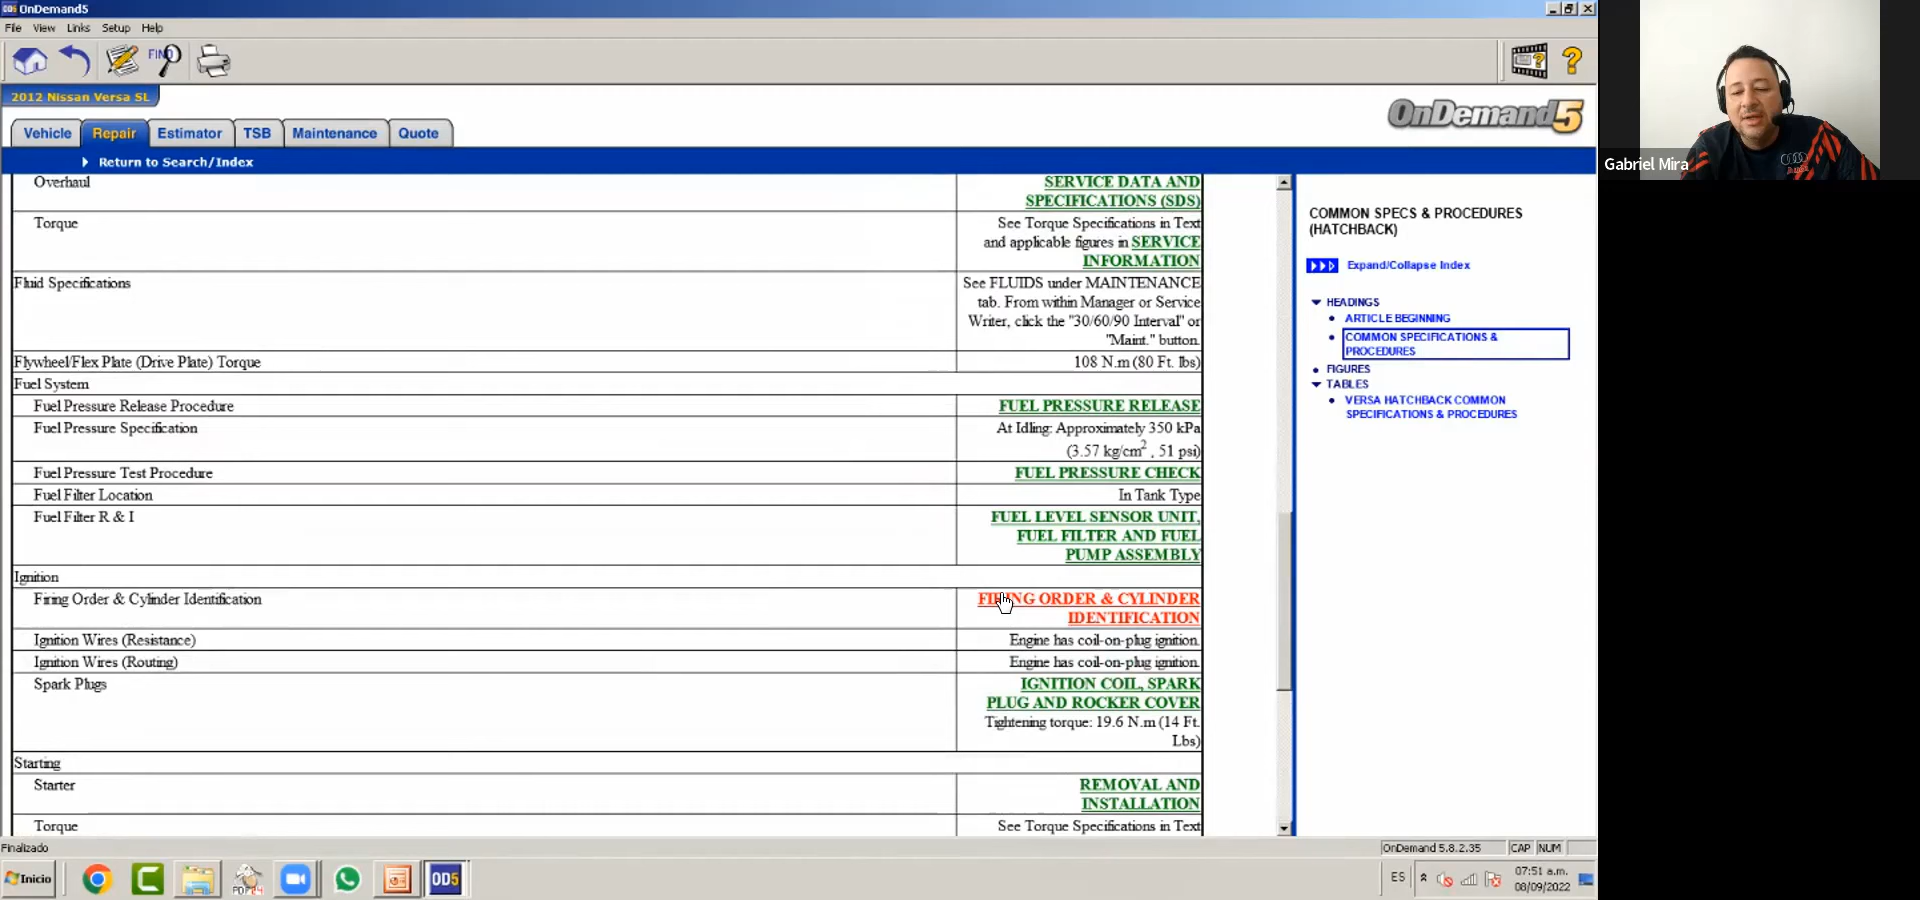 OnDemand5
File View Links Setup Help
FIND
2012 Nissan Versa SL
OnDemand5
Vehicle Repair Estimator TSB Maintenance Quote
Return to Search/Index
Overhaul
SERVICE DATA AND
SPECIFICATIONS (SDS)
Torque
See Torque Specifications in Text
and applicable figures in SERVICE
INFORMATION
Fluid Specifications
See FLUIDS under MAINTENANCE
tab. From within Manager or Service
Writer, click the "30/60/90 Interval" or
"Maint." button.
Flywheel/Flex Plate (Drive Plate) Torque
108 N.m (80 Ft. lbs)
Fuel System
Fuel Pressure Release Procedure
FUEL PRESSURE RELEASE
Fuel Pressure Specification
At Idling: Approximately 350 kPa
(3.57 kg/cm², 51 psi)
Fuel Pressure Test Procedure
FUEL PRESSURE CHECK
Fuel Filter Location
In Tank Type
Fuel Filter R & I
FUEL LEVEL SENSOR UNIT,
FUEL FILTER AND FUEL
PUMP ASSEMBLY
Ignition
Firing Order & Cylinder Identification
FIRING ORDER & CYLINDER
IDENTIFICATION
Ignition Wires (Resistance)
Engine has coil-on-plug ignition.
Ignition Wires (Routing)
Engine has coil-on-plug ignition.
Spark Plugs
IGNITION COIL, SPARK
PLUG AND ROCKER COVER
Tightening torque: 19.6 N.m (14 Ft.
Lbs)
Starting
Starter
REMOVAL AND
INSTALLATION
Torque
See Torque Specifications in Text
COMMON SPECS & PROCEDURES
(HATCHBACK)
Expand/Collapse Index
HEADINGS
ARTICLE BEGINNING
COMMON SPECIFICATIONS &
PROCEDURES
FIGURES
TABLES
VERSA HATCHBACK COMMON
SPECIFICATIONS & PROCEDURES
Gabriel Mira
Audi
Finalizado
OnDemand 5.8.2.35 CAP NUM
Inicio
OD5
ES
07:51 a.m.
08/09/2022